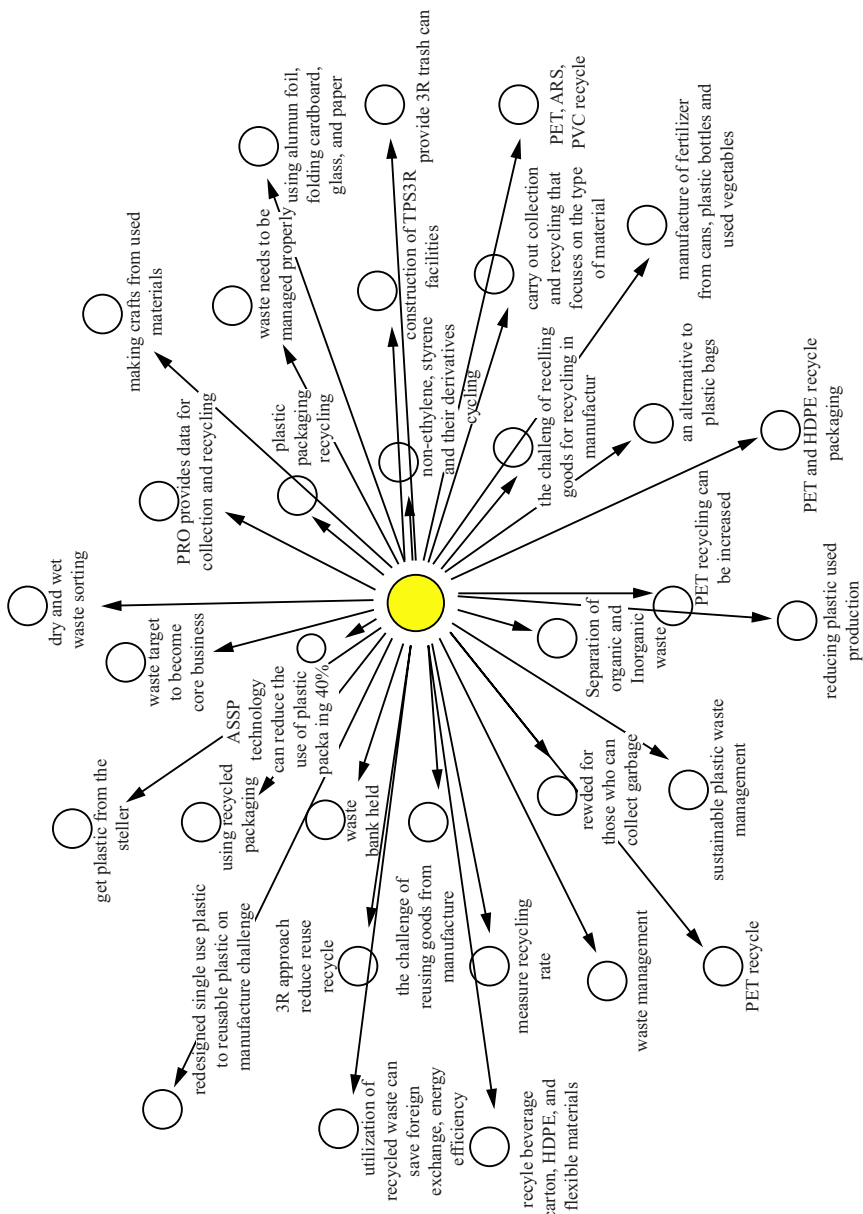 recyle beverage
carton, HDPE, and
flexible materials
utilization of
recycled waste can
save foreign
exchange, energy
efficiency
redesigned single use plastic
to reusable plastic on
manufacture challenge
get plastic from the
steller
dry and wet
waste sorting
making crafts from used
materials
waste target
to become
core business
PRO provides data for
collection and recycling
using recycled
packaging
ASSP
technology
can reduce the
use of plastic
packa ing 40%
3R approach
reduce reuse
recycle
waste
bank held
plastic
packaging
recycling
waste needs to be
managed properly
using alumun foil,
folding cardboard,
glass, and paper
the challenge of
reusing goods from
manufacture
non-ethylene, styrene
and their derivatives
cycling
construction of TPS3R
facilities
provide 3R trash can
measure recycling
rate
rewded for
those who can
collect garbage
Separation of
organic and
Inorganic
waste
the challeng of recelling
goods for recycling in
manufactur
carry out collection
and recycling that
focuses on the type
of material
PET, ARS,
PVC recycle
waste management
sustainable plastic waste
management
PET recycling can
be increased
an alternative to
plastic bags
manufacture of fertilizer
from cans, plastic bottles and
used vegetables
PET recycle
reducing plastic used
production
PET and HDPE recycle
packaging